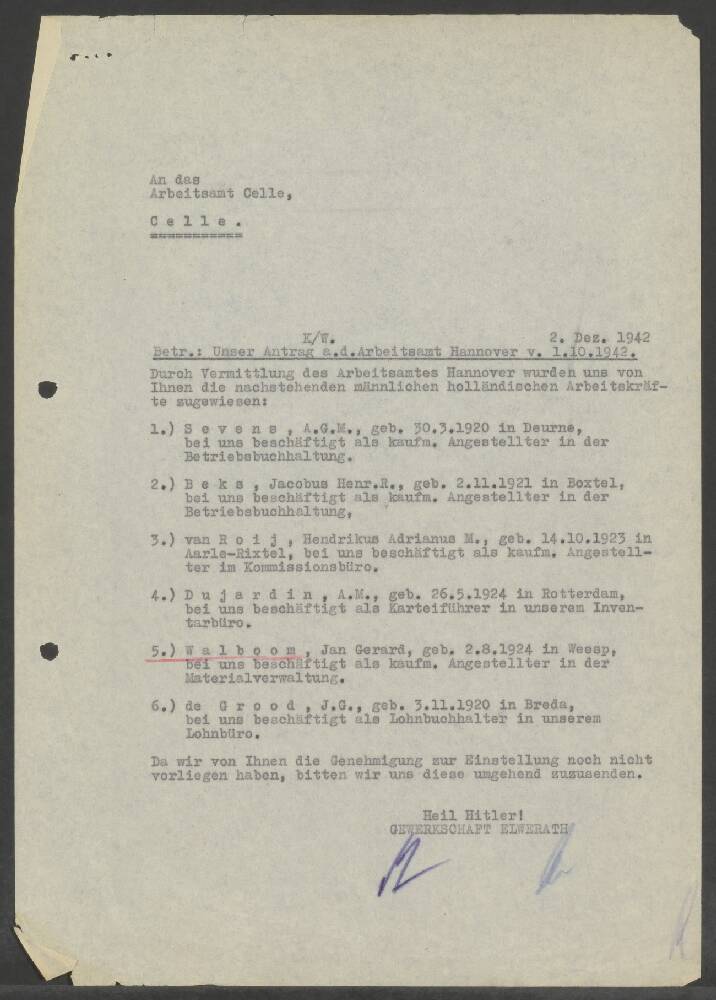 An das
Arbeitsamt Celle,
C e l l e .
===========
K/W. 2. Dez. 1942
Betr.: Unser Antrag a.d.Arbeitsamt Hannover v. 1.10.1942.
Durch Vermittlung des Arbeitsamtes Hannover wurden uns von
Ihnen die nachstehenden männlichen holländischen Arbeitskräf-
te zugewiesen:
1.) S e v e n s , A.G.M., geb. 30.3.1920 in Deurne,
bei uns beschäftigt als kaufm. Angestellter in der
Betriebsbuchhaltung.
2.) B e k s , Jacobus Henr.R., geb. 2.11.1921 in Boxtel,
bei uns beschäftigt als kaufm. Angestellter in der
Betriebsbuchhaltung,
3.) van R o i j , Hendrikus Adrianus M., geb. 14.10.1923 in
Aarle-Rixtel, bei uns beschäftigt als kaufm. Angestell-
ter im Kommissionsbüro.
4.) D u j a r d i n , A.M., geb. 26.5.1924 in Rotterdam,
bei uns beschäftigt als Karteiführer in unserem Inven-
tarbüro.
5.) W a l b o o m , Jan Gerard, geb. 2.8.1924 in Weesp,
bei uns beschäftigt als kaufm. Angestellter in der
Materialverwaltung.
6.) de G r o o d , J.G., geb. 3.11.1920 in Breda,
bei uns beschäftigt als Lohnbuchhalter in unserem
Lohnbüro.
Da wir von Ihnen die Genehmigung zur Einstellung noch nicht
vorliegen haben, bitten wir uns diese umgehend zuzusenden.
Heil Hitler!
GEWERKSCHAFT ELWERATH